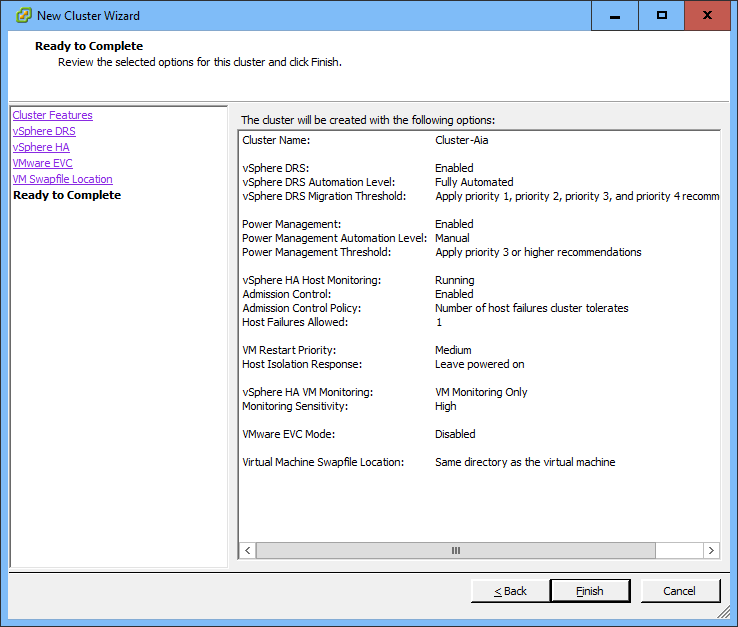 New Cluster Wizard
Ready to Complete
Review the selected options for this cluster and click Finish.
Cluster Features
vSphere DRS
vSphere HA
VMware EVC
VM Swapfile Location
Ready to Complete
The cluster will be created with the following options:
Cluster Name: Cluster-Aia
vSphere DRS: Enabled
vSphere DRS Automation Level: Fully Automated
vSphere DRS Migration Threshold: Apply priority 1, priority 2, priority 3, and priority 4 recomm
Power Management: Enabled
Power Management Automation Level: Manual
Power Management Threshold: Apply priority 3 or higher recommendations
vSphere HA Host Monitoring: Running
Admission Control: Enabled
Admission Control Policy: Number of host failures cluster tolerates
Host Failures Allowed: 1
VM Restart Priority: Medium
Host Isolation Response: Leave powered on
vSphere HA VM Monitoring: VM Monitoring Only
Monitoring Sensitivity: High
VMware EVC Mode: Disabled
Virtual Machine Swapfile Location: Same directory as the virtual machine
< Back Finish Cancel